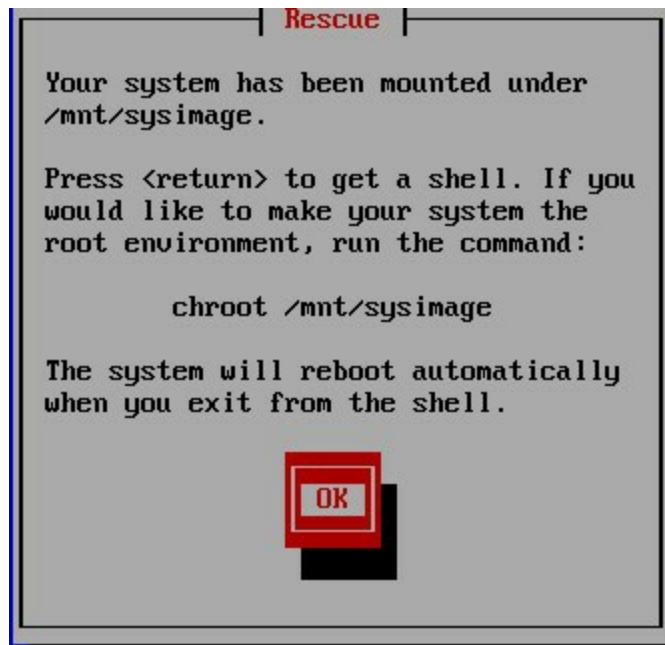 Rescue
Your system has been mounted under
/mnt/sysimage.
Press <return> to get a shell. If you
would like to make your system the
root environment, run the command:
chroot /mnt/sysimage
The system will reboot automatically
when you exit from the shell.
OK